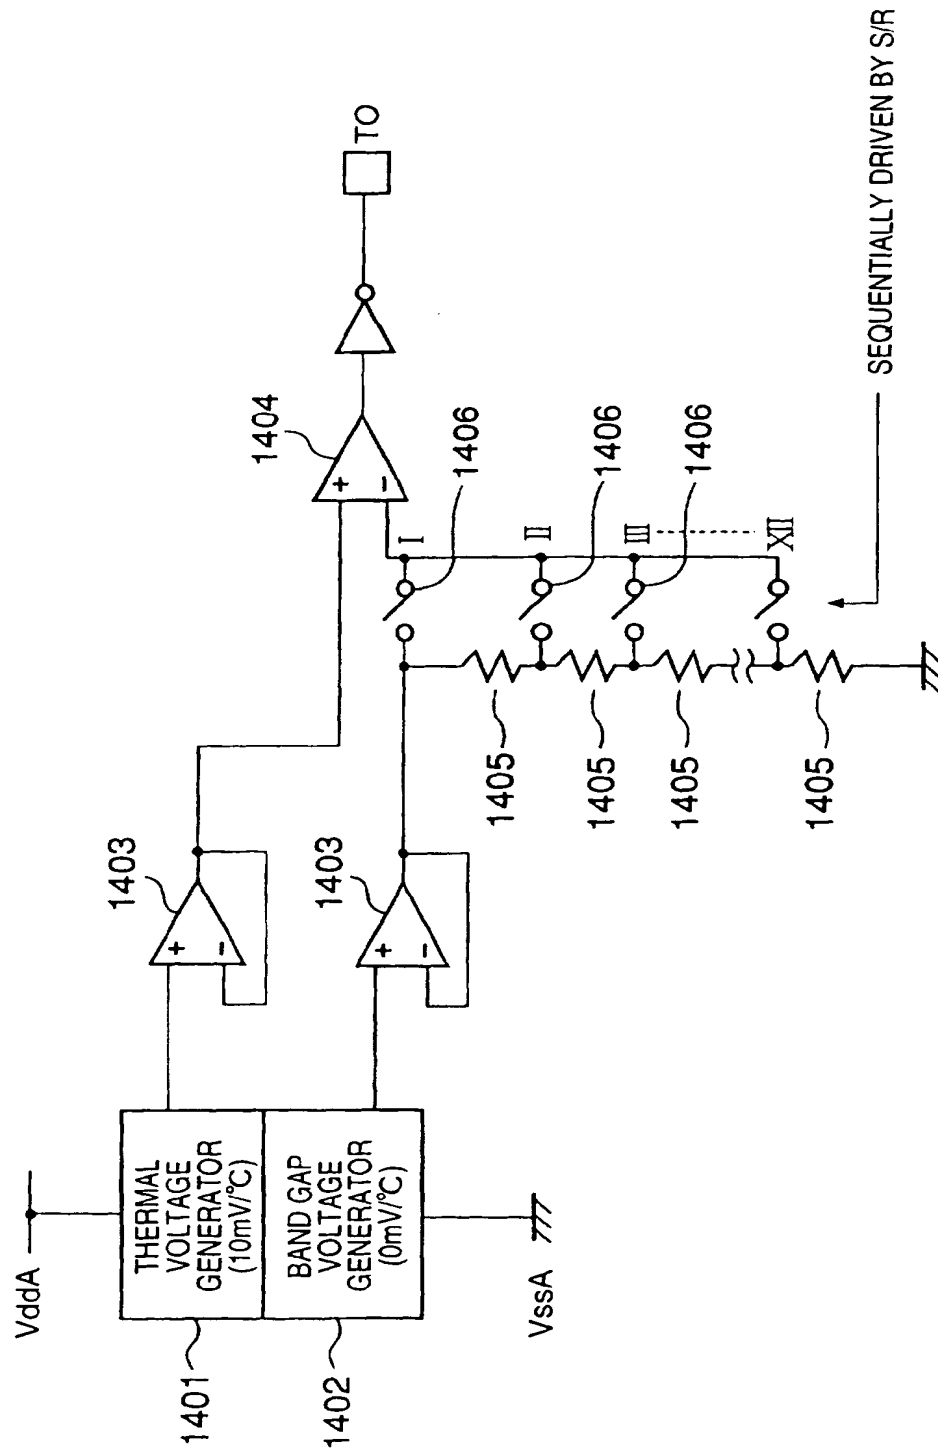 VddA
1401
THERMAL
VOLTAGE
GENERATOR
(10mV/°C)
1402
BAND GAP
VOLTAGE
GENERATOR
(0mV/°C)
VssA
1403
+
−
1403
+
−
1404
+
−
TO
1405
1405
1405
1405
I
1406
II
1406
III
1406
XII
SEQUENTIALLY DRIVEN BY S/R